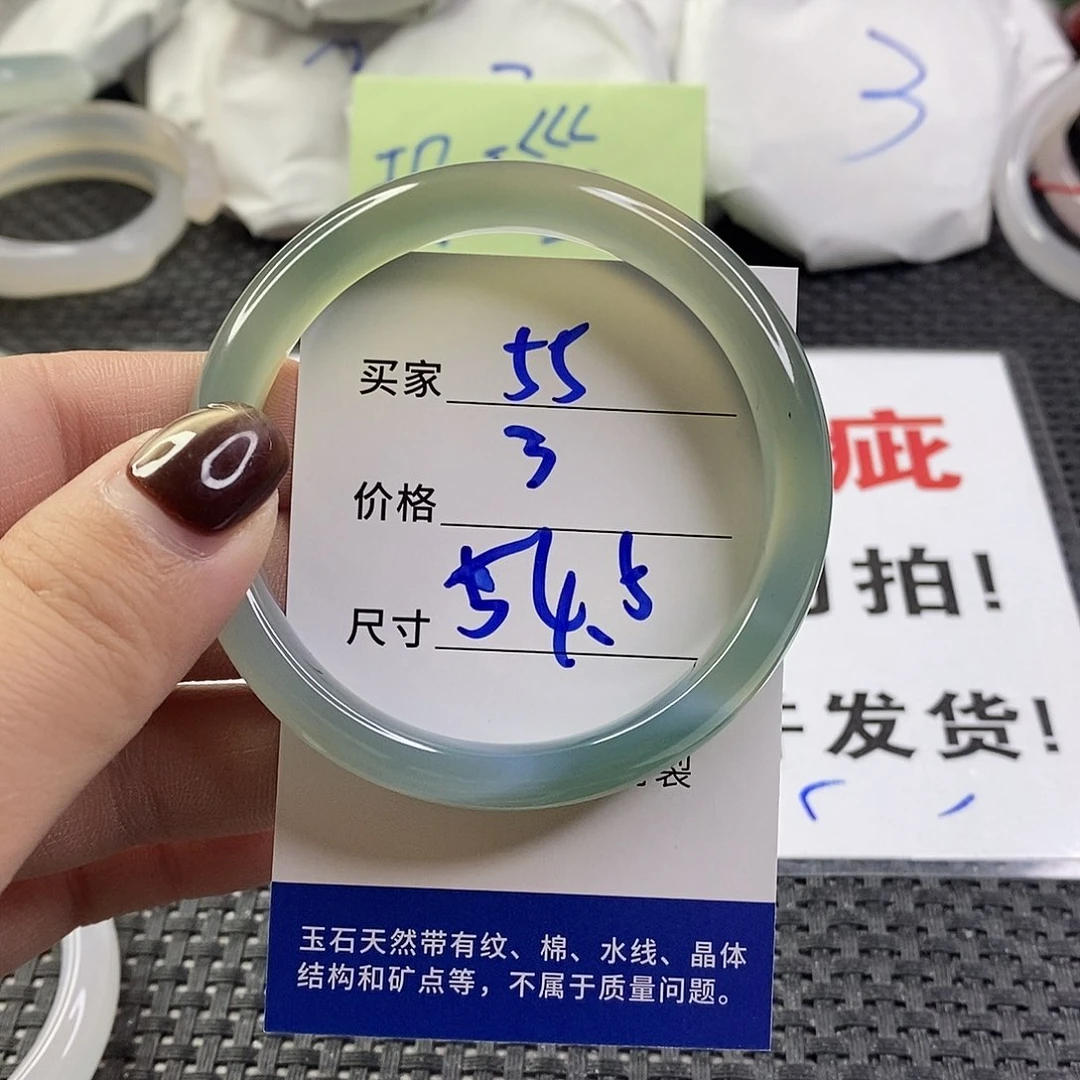 3
买家 55
3
价格
尺寸 54.5
裂
疵
拍!
发货!
玉石天然带有纹、棉、水线、晶体
结构和矿点等，不属于质量问题。